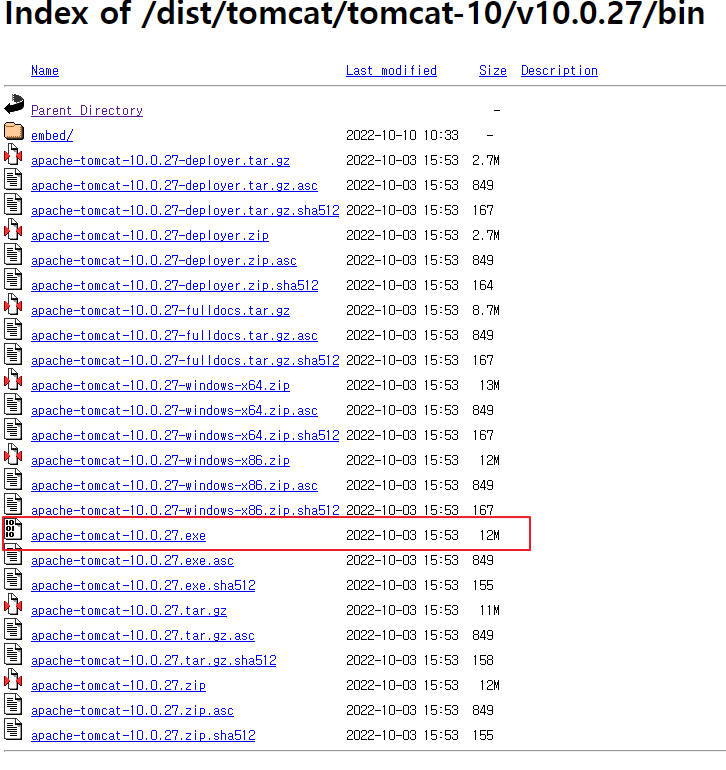 Index of /dist/tomcat/tomcat-10/v10.0.27/bin
Name Last modified Size Description
Parent Directory -
embed/ 2022-10-10 10:33 -
apache-tomcat-10.0.27-deployer.tar.gz 2022-10-03 15:53 2.7M
apache-tomcat-10.0.27-deployer.tar.gz.asc 2022-10-03 15:53 849
apache-tomcat-10.0.27-deployer.tar.gz.sha512 2022-10-03 15:53 167
apache-tomcat-10.0.27-deployer.zip 2022-10-03 15:53 2.7M
apache-tomcat-10.0.27-deployer.zip.asc 2022-10-03 15:53 849
apache-tomcat-10.0.27-deployer.zip.sha512 2022-10-03 15:53 164
apache-tomcat-10.0.27-fulldocs.tar.gz 2022-10-03 15:53 8.7M
apache-tomcat-10.0.27-fulldocs.tar.gz.asc 2022-10-03 15:53 849
apache-tomcat-10.0.27-fulldocs.tar.gz.sha512 2022-10-03 15:53 167
apache-tomcat-10.0.27-windows-x64.zip 2022-10-03 15:53 13M
apache-tomcat-10.0.27-windows-x64.zip.asc 2022-10-03 15:53 849
apache-tomcat-10.0.27-windows-x64.zip.sha512 2022-10-03 15:53 167
apache-tomcat-10.0.27-windows-x86.zip 2022-10-03 15:53 12M
apache-tomcat-10.0.27-windows-x86.zip.asc 2022-10-03 15:53 849
apache-tomcat-10.0.27-windows-x86.zip.sha512 2022-10-03 15:53 167
apache-tomcat-10.0.27.exe 2022-10-03 15:53 12M
apache-tomcat-10.0.27.exe.asc 2022-10-03 15:53 849
apache-tomcat-10.0.27.exe.sha512 2022-10-03 15:53 155
apache-tomcat-10.0.27.tar.gz 2022-10-03 15:53 11M
apache-tomcat-10.0.27.tar.gz.asc 2022-10-03 15:53 849
apache-tomcat-10.0.27.tar.gz.sha512 2022-10-03 15:53 158
apache-tomcat-10.0.27.zip 2022-10-03 15:53 12M
apache-tomcat-10.0.27.zip.asc 2022-10-03 15:53 849
apache-tomcat-10.0.27.zip.sha512 2022-10-03 15:53 155